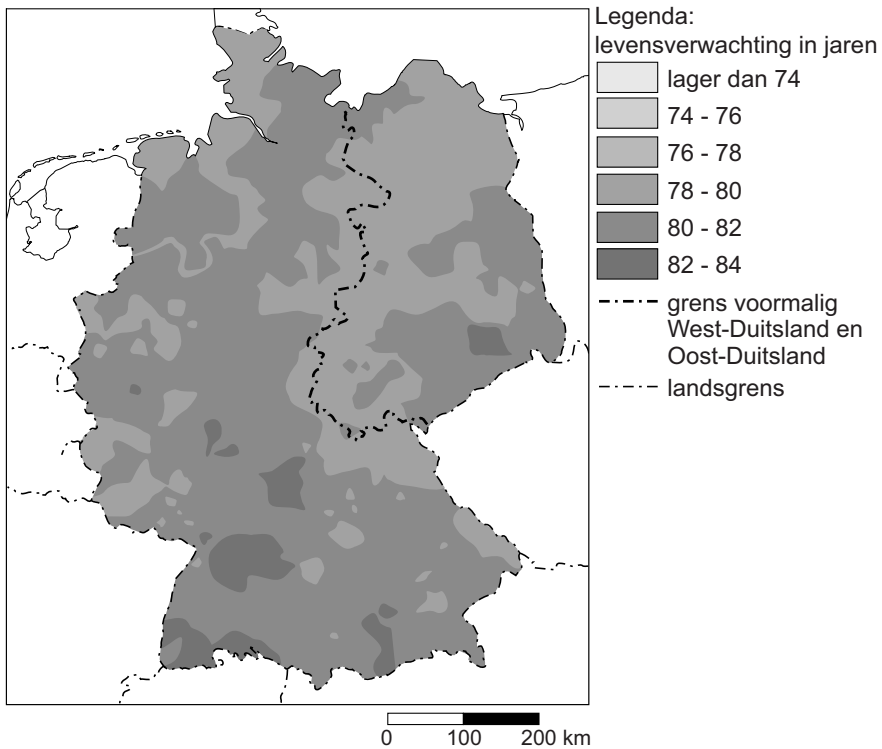 Legenda:
levensverwachting in jaren
lager dan 74
74 - 76
76 - 78
78 - 80
80 - 82
82 - 84
grens voormalig
West-Duitsland en
Oost-Duitsland
landsgrens
0 100 200 km